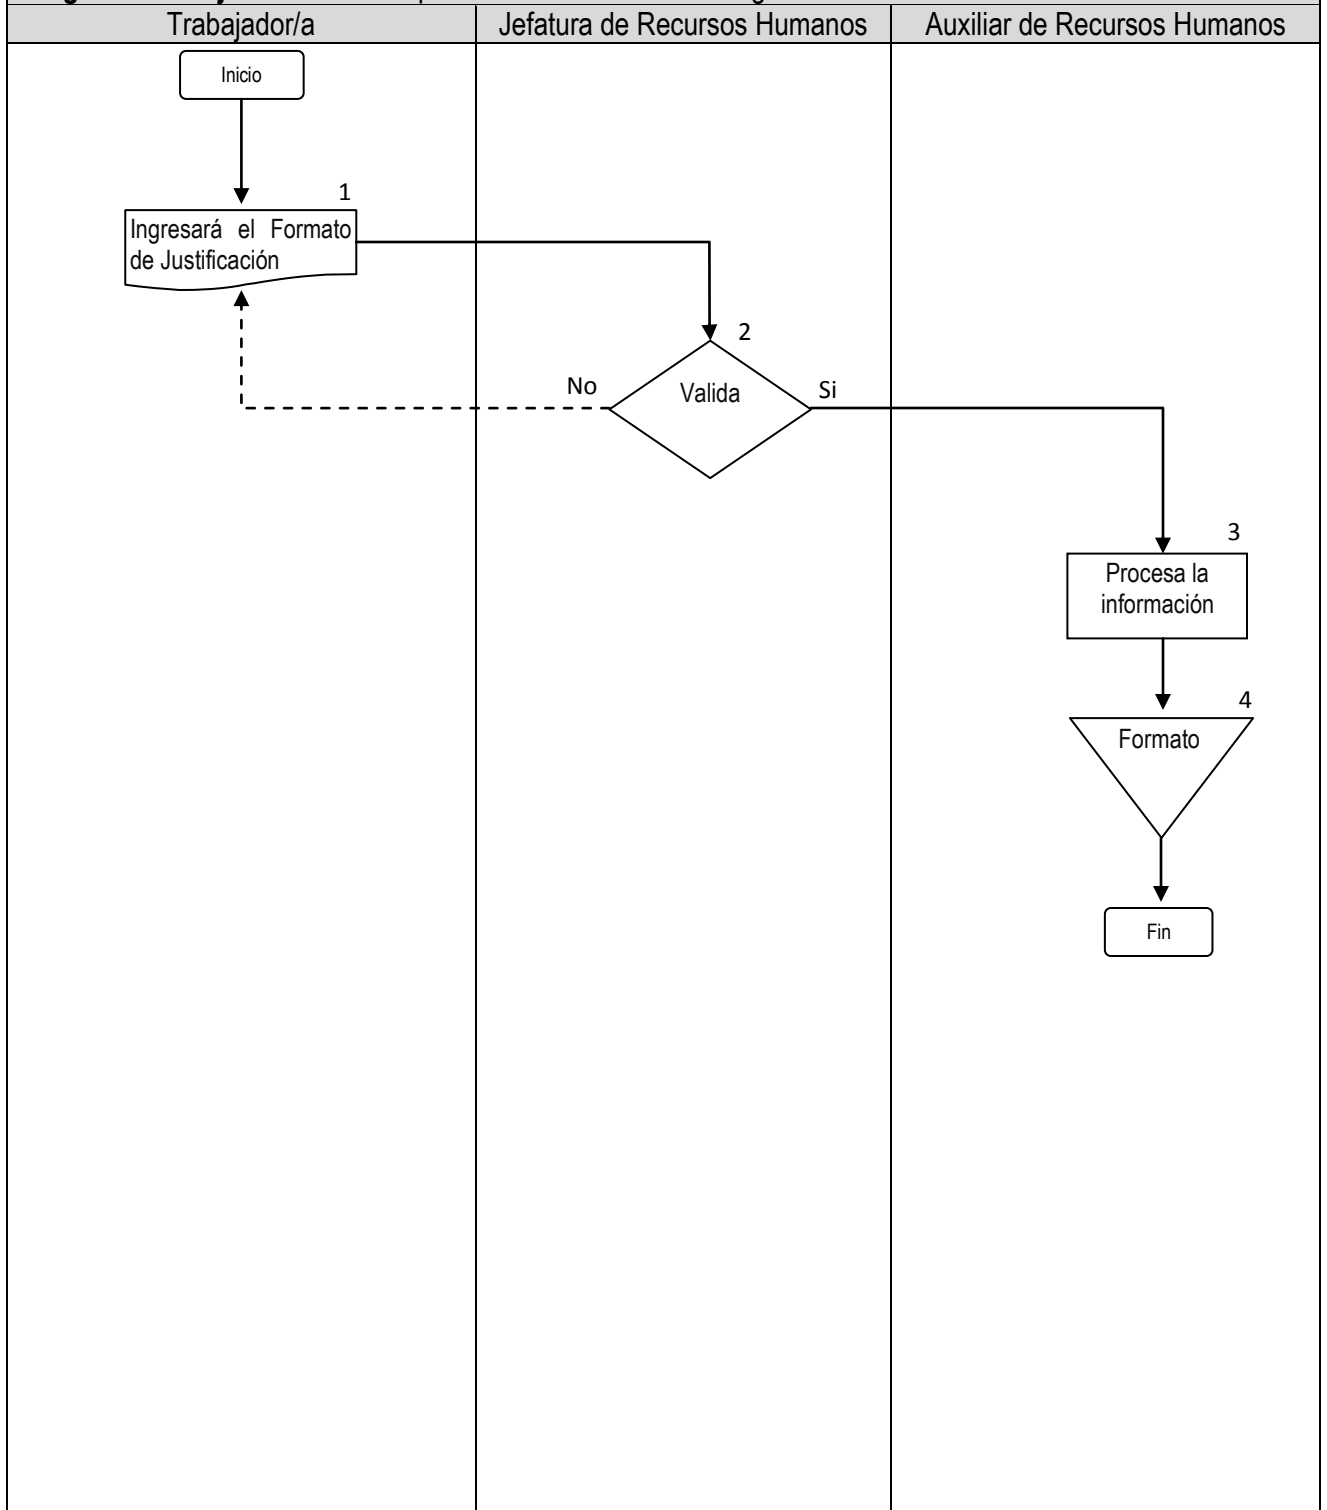 Trabajador/a
Jefatura de Recursos Humanos
Auxiliar de Recursos Humanos
Inicio
1
Ingresará el Formato
de Justificación
2
No
Valida
Si
3
Procesa la
información
4
Formato
Fin